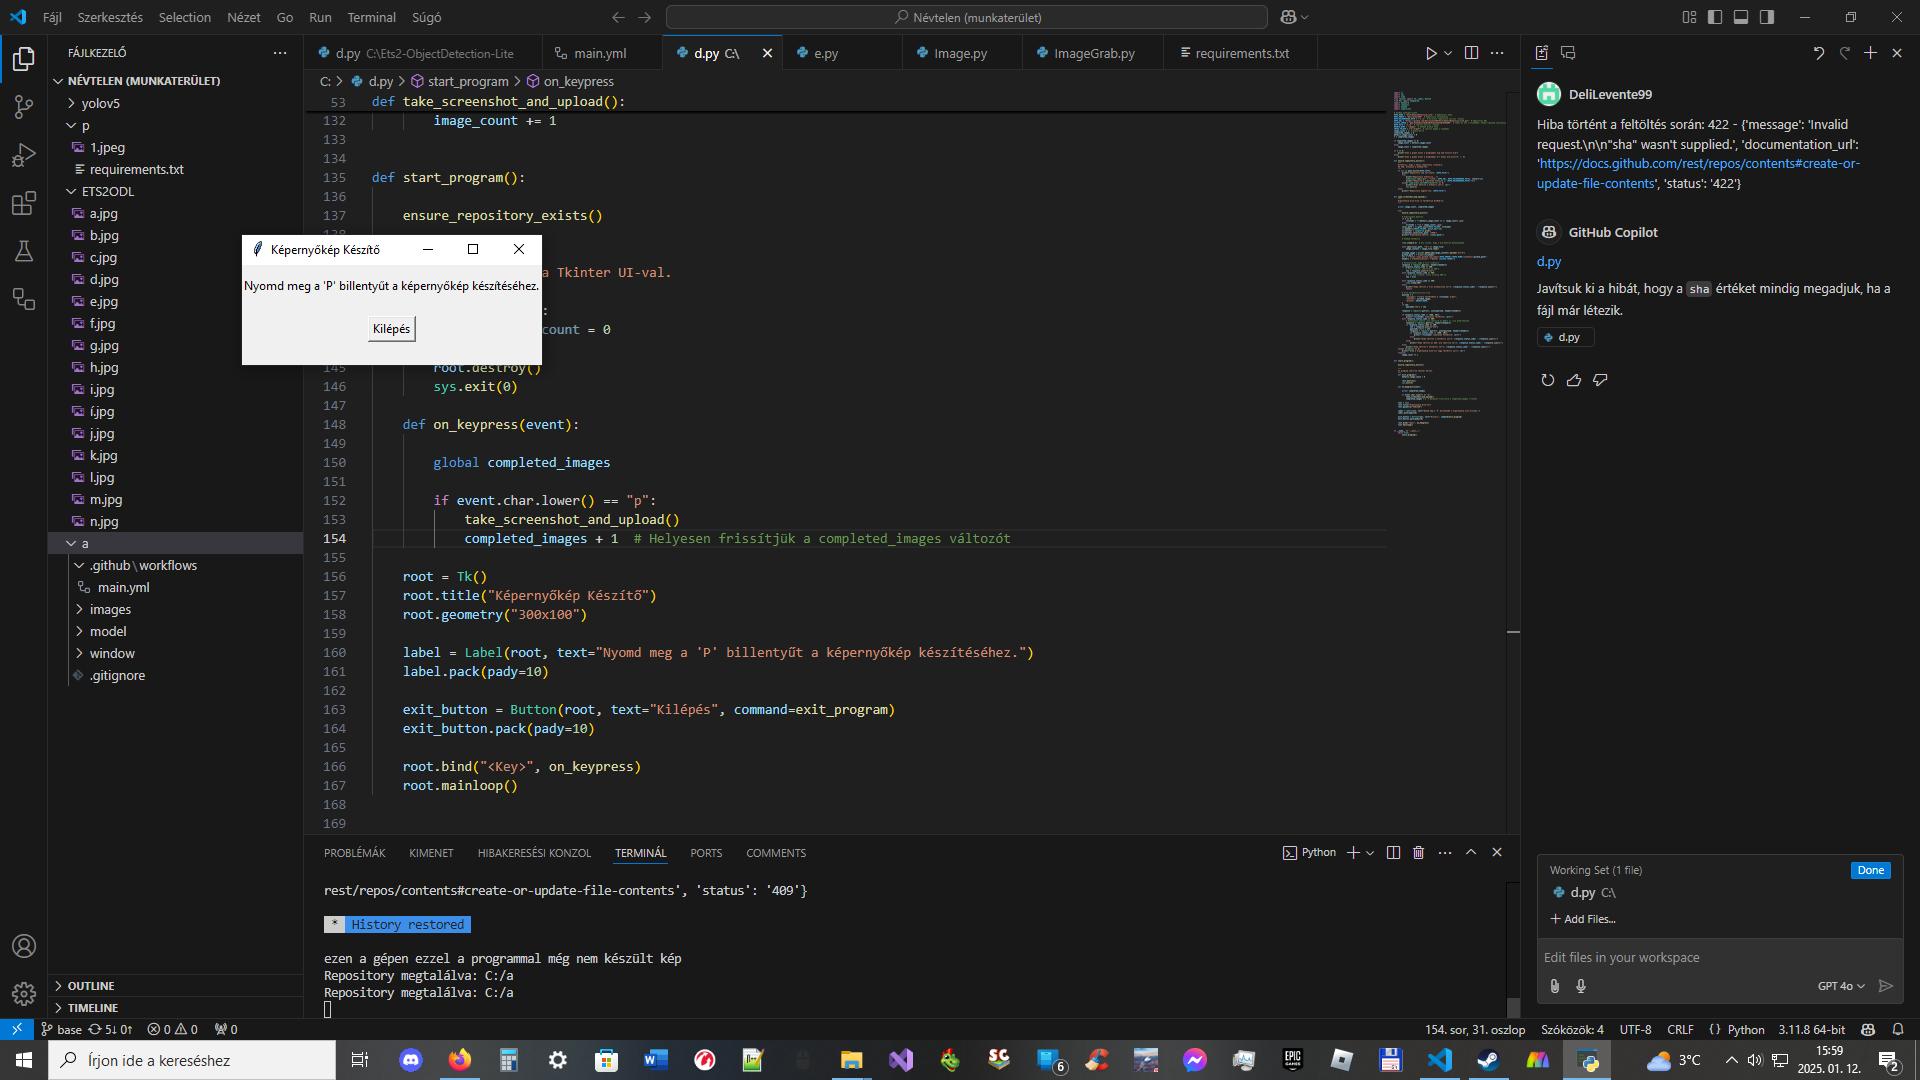 Fájl Szerkesztés Selection Nézet Go Run Terminal Súgó
Névtelen (munkaterület)
FÁJLKEZELŐ
NÉVTELEN (MUNKATERÜLET)
yolov5
p
1.jpeg
requirements.txt
ETS2ODL
a.jpg
b.jpg
c.jpg
d.jpg
e.jpg
f.jpg
g.jpg
h.jpg
i.jpg
í.jpg
j.jpg
k.jpg
l.jpg
m.jpg
n.jpg
a
.github\workflows
main.yml
images
model
window
.gitignore
OUTLINE
TIMELINE
d.py C:\Ets2-ObjectDetection-Lite main.yml d.py C:\ e.py Image.py ImageGrab.py requirements.txt
C: > d.py > start_program > on_keypress
53 def take_screenshot_and_upload():
132 image_count += 1
133
134
135 def start_program():
136
137 ensure_repository_exists()
Képernyőkép Készítő
Nyomd meg a 'P' billentyűt a képernyőkép készítéséhez.
Kilépés
a Tkinter UI-val.
:
count = 0
145 root.destroy()
146 sys.exit(0)
147
148 def on_keypress(event):
149
150 global completed_images
151
152 if event.char.lower() == "p":
153 take_screenshot_and_upload()
154 completed_images + 1 # Helyesen frissítjük a completed_images változót
155
156 root = Tk()
157 root.title("Képernyőkép Készítő")
158 root.geometry("300x100")
159
160 label = Label(root, text="Nyomd meg a 'P' billentyűt a képernyőkép készítéséhez.")
161 label.pack(pady=10)
162
163 exit_button = Button(root, text="Kilépés", command=exit_program)
164 exit_button.pack(pady=10)
165
166 root.bind("<Key>", on_keypress)
167 root.mainloop()
168
169
PROBLÉMÁK KIMENET HIBAKERESÉSI KONZOL TERMINÁL PORTS COMMENTS
Python
rest/repos/contents#create-or-update-file-contents', 'status': '409'}
* History restored
ezen a gépen ezzel a programmal még nem készült kép
Repository megtalálva: C:/a
Repository megtalálva: C:/a
DeliLevente99
Hiba történt a feltöltés során: 422 - {'message': 'Invalid
request.\n\n"sha" wasn't supplied.', 'documentation_url':
'https://docs.github.com/rest/repos/contents#create-or-
update-file-contents', 'status': '422'}
GitHub Copilot
d.py
Javítsuk ki a hibát, hogy a sha értéket mindig megadjuk, ha a
fájl már létezik.
d.py
Working Set (1 file)
Done
d.py C:\
Add Files...
Edit files in your workspace
GPT 4o
base 5↓ 0↑ 0 0 0
154. sor, 31. oszlop Szóközök: 4 UTF-8 CRLF {} Python 3.11.8 64-bit
Írjon ide a kereséshez
6
EPIC GAMES
3°C
15:59
2025. 01. 12.
2